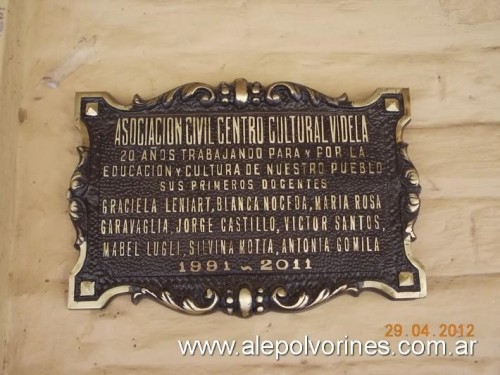 ASOCIACION CIVIL CENTRO CULTURAL VIDELA
20 AÑOS TRABAJANDO PARA Y POR LA
EDUCACION Y CULTURA DE NUESTRO PUEBLO
SUS PRIMEROS DOCENTES
GRACIELA LENIART, BLANCA NOCEDA, MARIA ROSA
GARAVAGLIA, JORGE CASTILLO, VICTOR SANTOS,
MABEL LUGLI, SILVINA MOTTA, ANTONIA GOMILA
1991 ~ 2011
29.04.2012
www.alepolvorines.com.ar